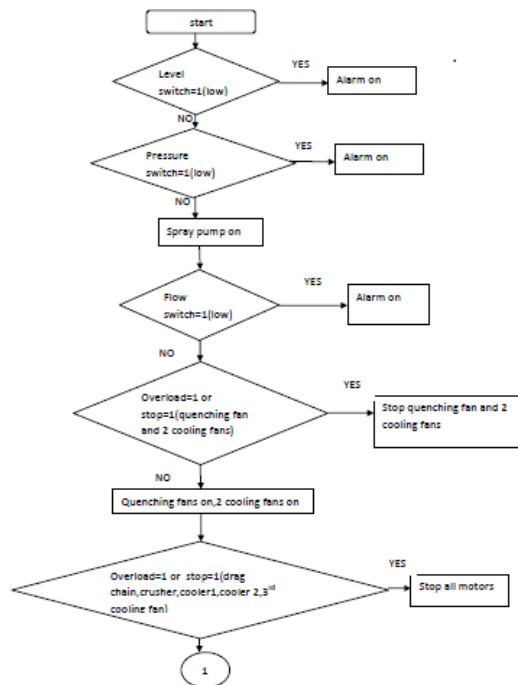 start
YES
Level
switch=1(low)
Alarm on
NO
YES
Pressure
switch=1(low)
Alarm on
NO
Spray pump on
YES
Flow
switch=1(low)
Alarm on
NO
Overload=1 or
stop=1(quenching fan
and 2 cooling fans)
YES
Stop quenching fan and 2
cooling fans
NO
Quenching fans on,2 cooling fans on
YES
Overload=1 or stop=1(drag
chain,crusher,cooler1,cooler 2,3rd
cooling fan)
Stop all motors
1